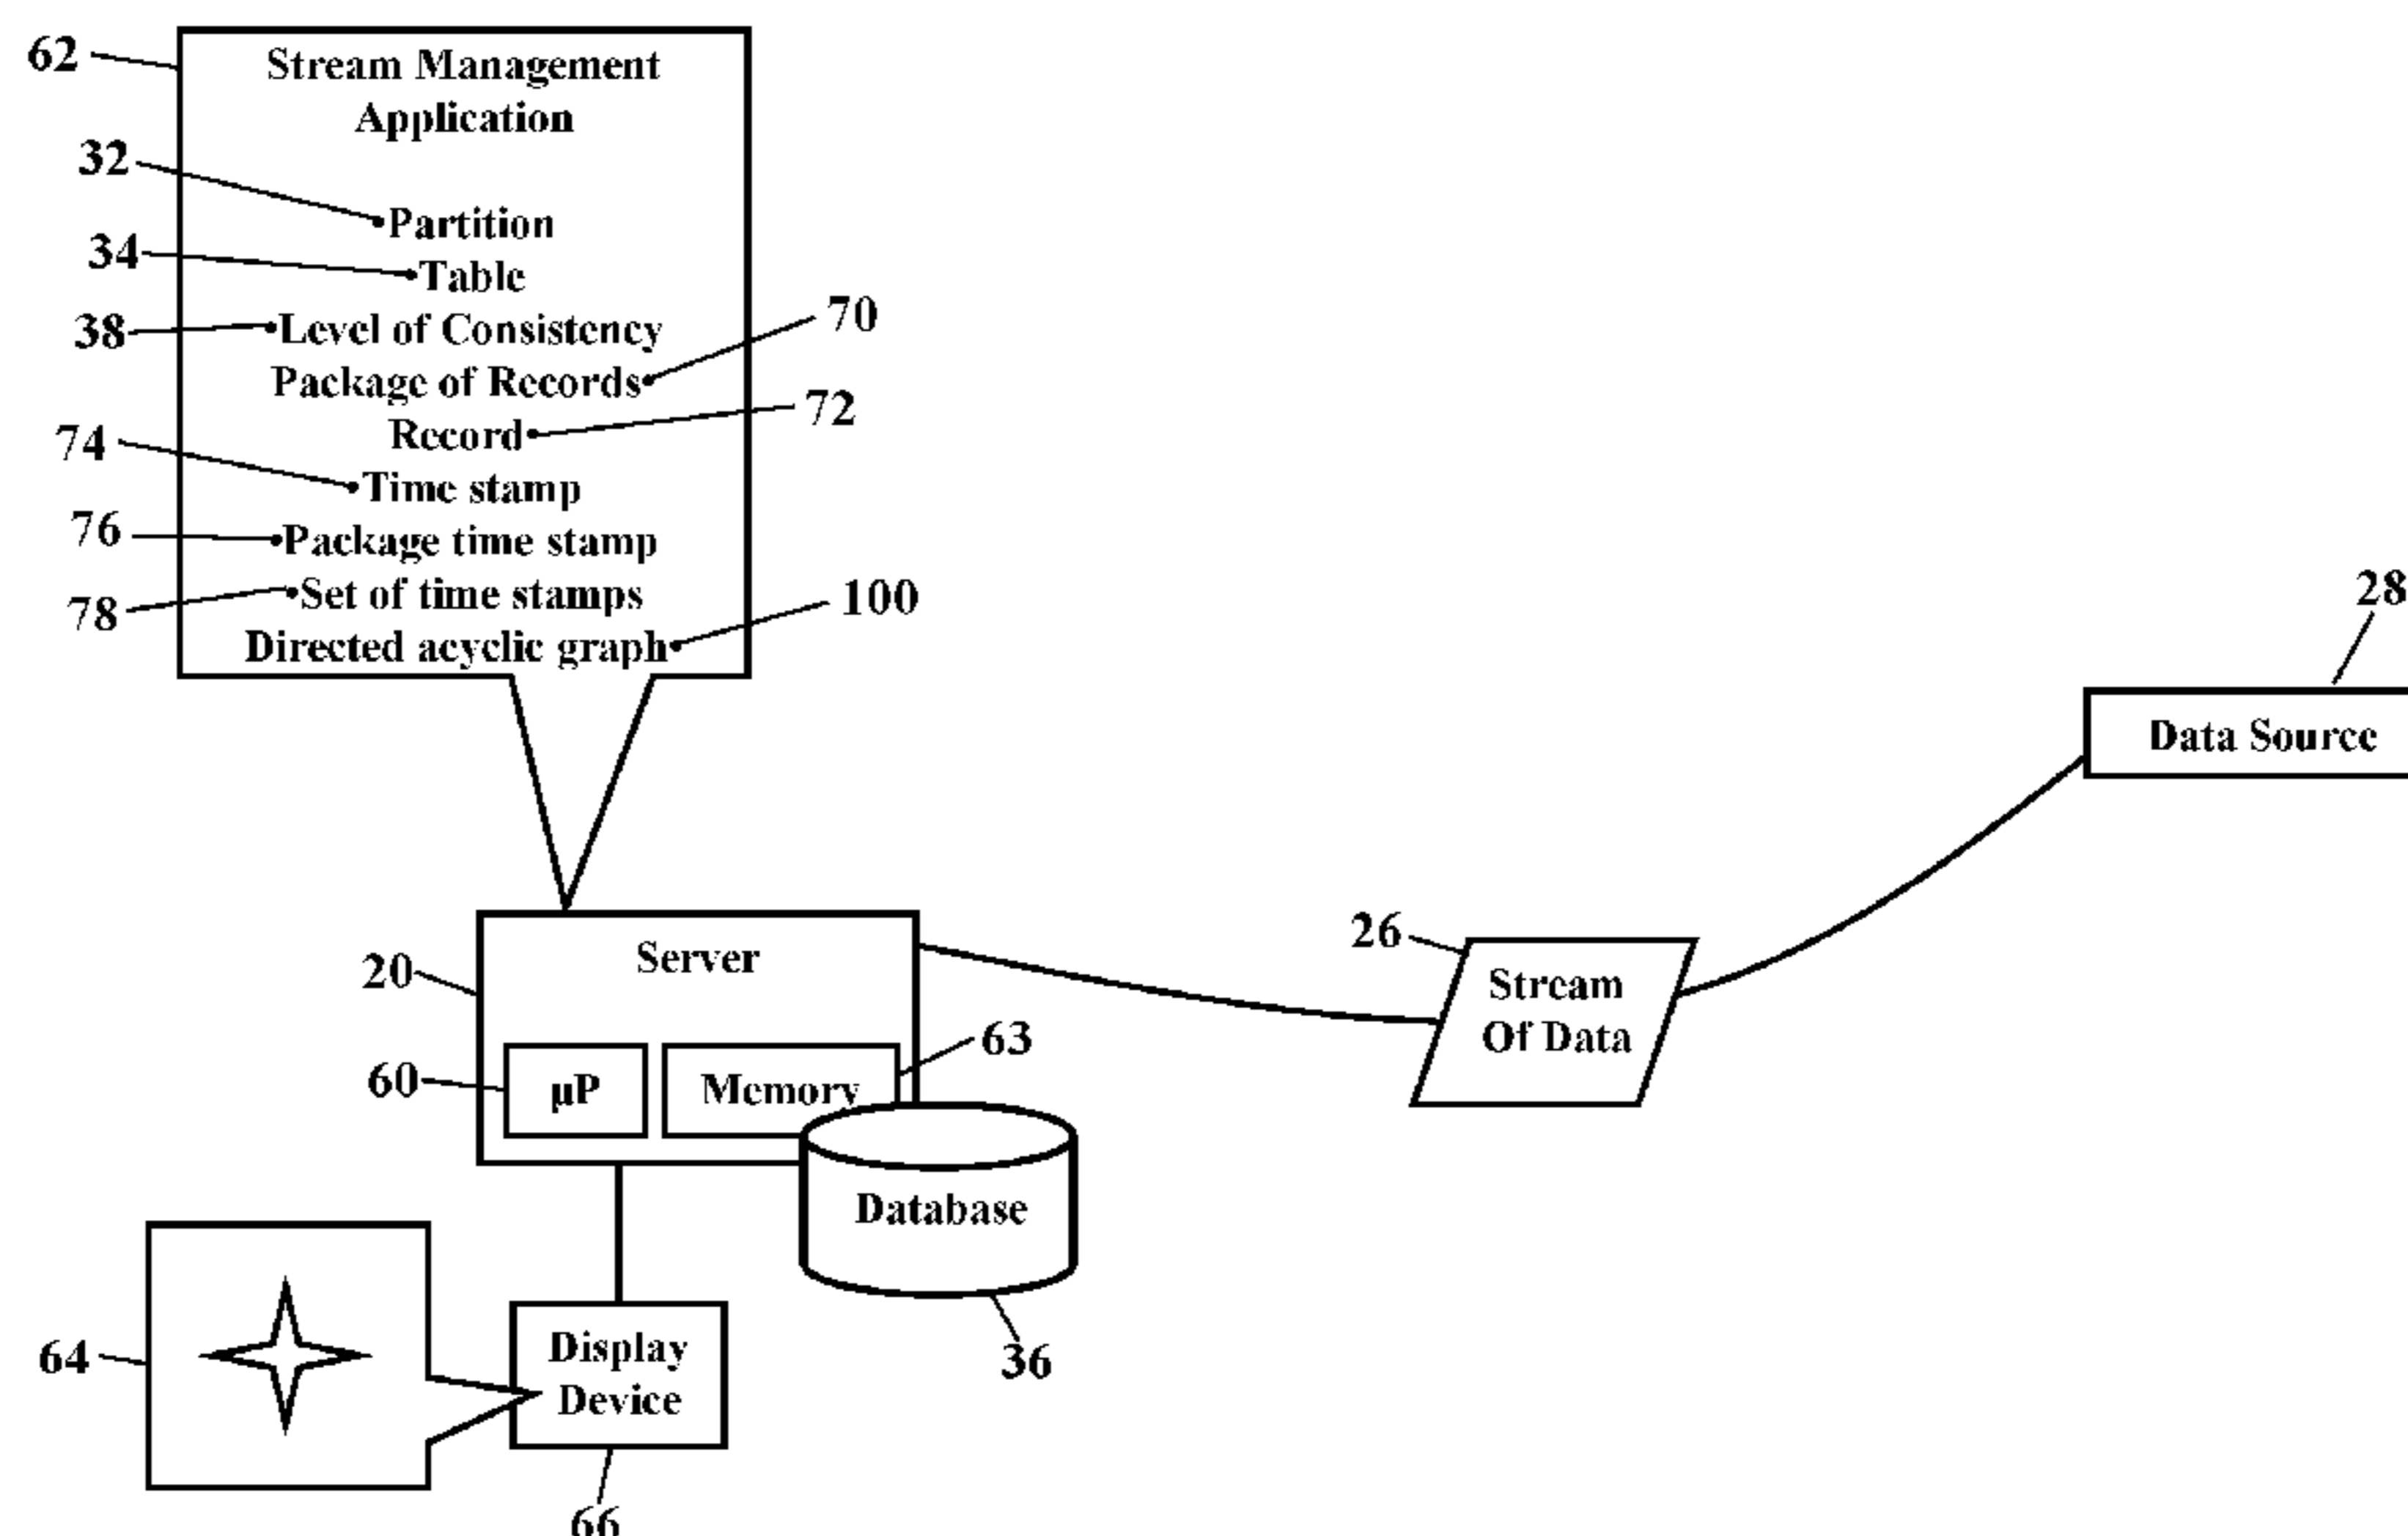 62
Stream Management
Application
32
Partition
34
Table
38
Level of Consistency
70
Package of Records
72
Record
74
Time stamp
76
Package time stamp
78
Set of time stamps
100
Directed acyclic graph
28
Data Source
20
Server
26
Stream
Of Data
60
µP
Memory
63
Database
36
64
Display
Device
66